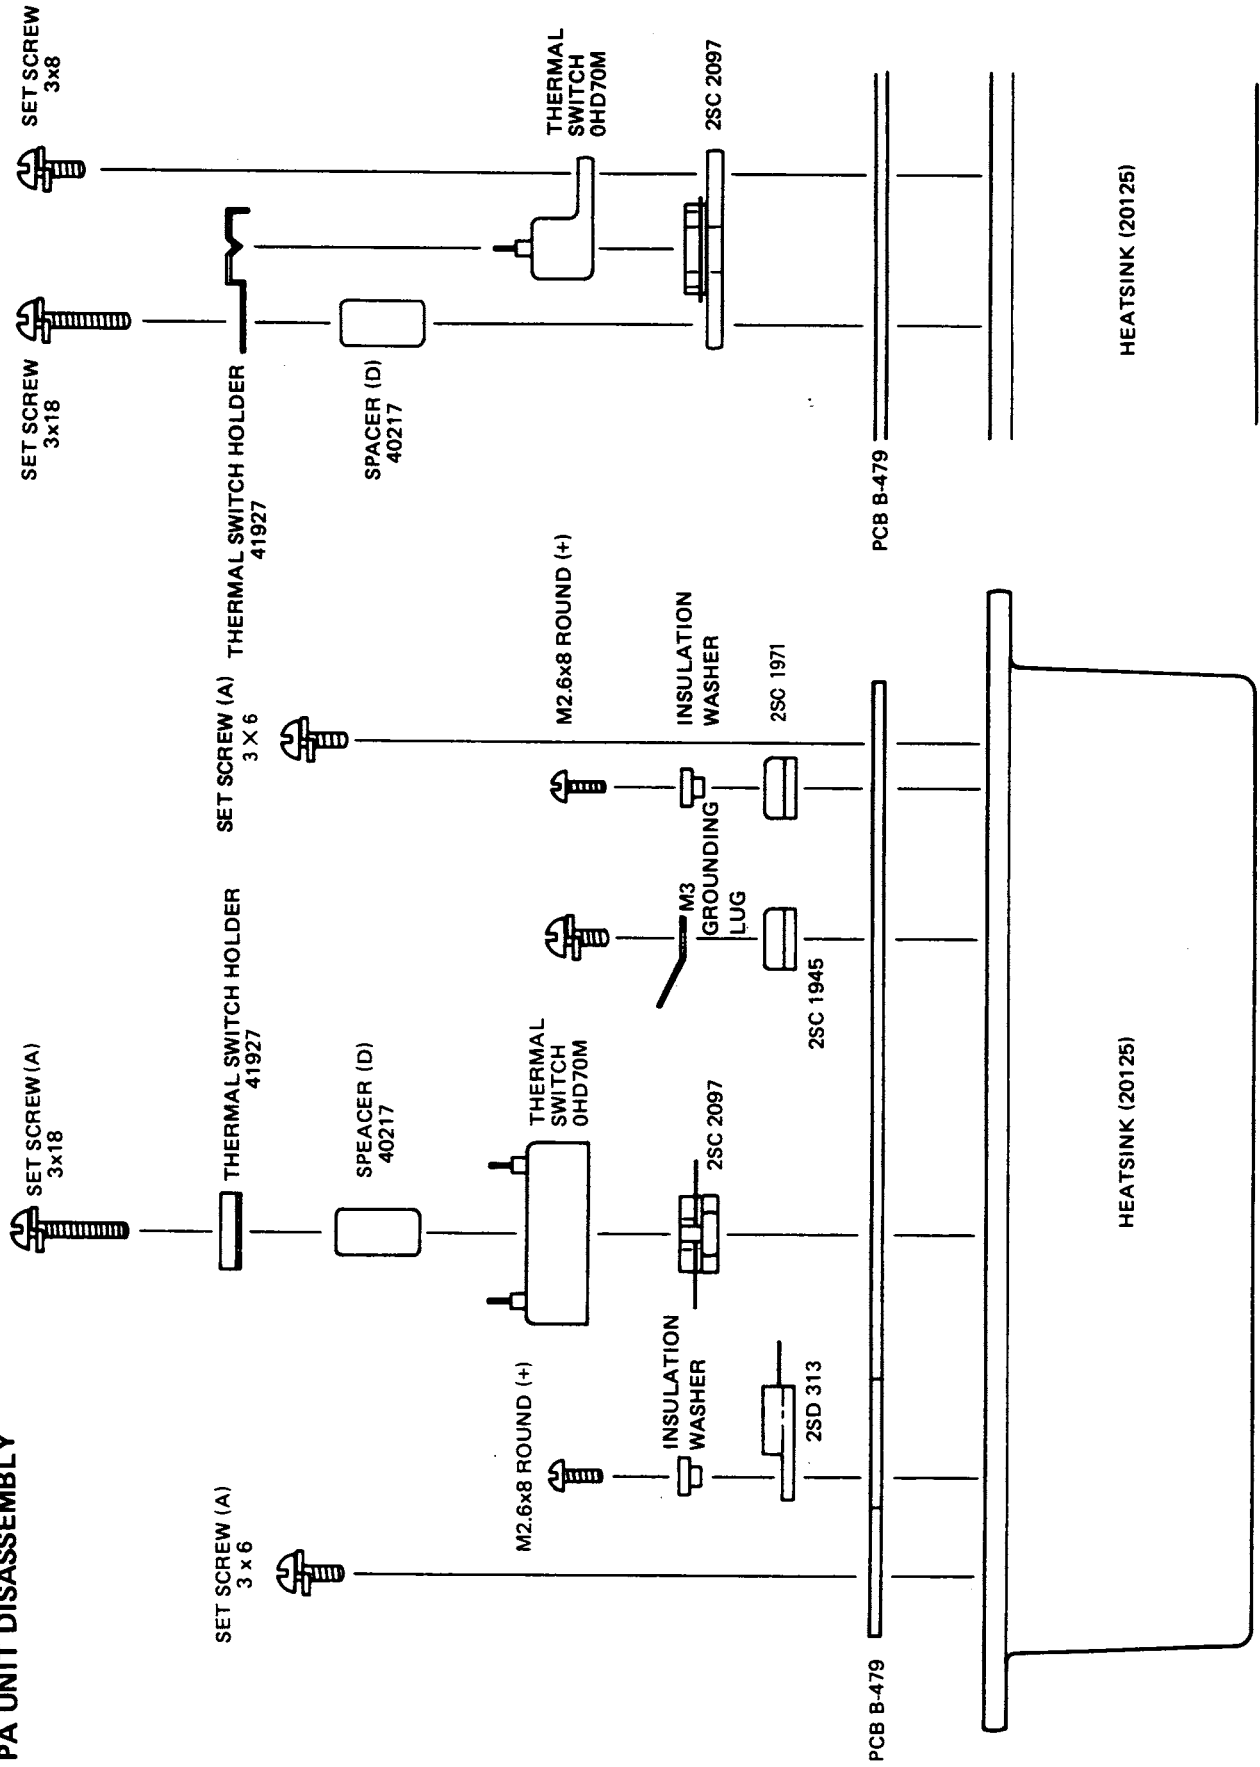 PA UNIT DISASSEMBLY
SET SCREW (A)
3x18
THERMAL SWITCH HOLDER
41927
SPEACER (D)
40217
THERMAL
SWITCH
0HD70M
2SC 2097
SET SCREW (A)
3 x 6
M2.6x8 ROUND (+)
INSULATION
WASHER
2SD 313
M3
GROUNDING
LUG
2SC 1945
SET SCREW (A)
3 X 6
M2.6x8 ROUND (+)
INSULATION
WASHER
2SC 1971
PCB B-479
HEATSINK (20125)
SET SCREW
3x18
SET SCREW
3x8
THERMAL SWITCH HOLDER
41927
SPACER (D)
40217
THERMAL
SWITCH
0HD70M
2SC 2097
PCB B-479
HEATSINK (20125)